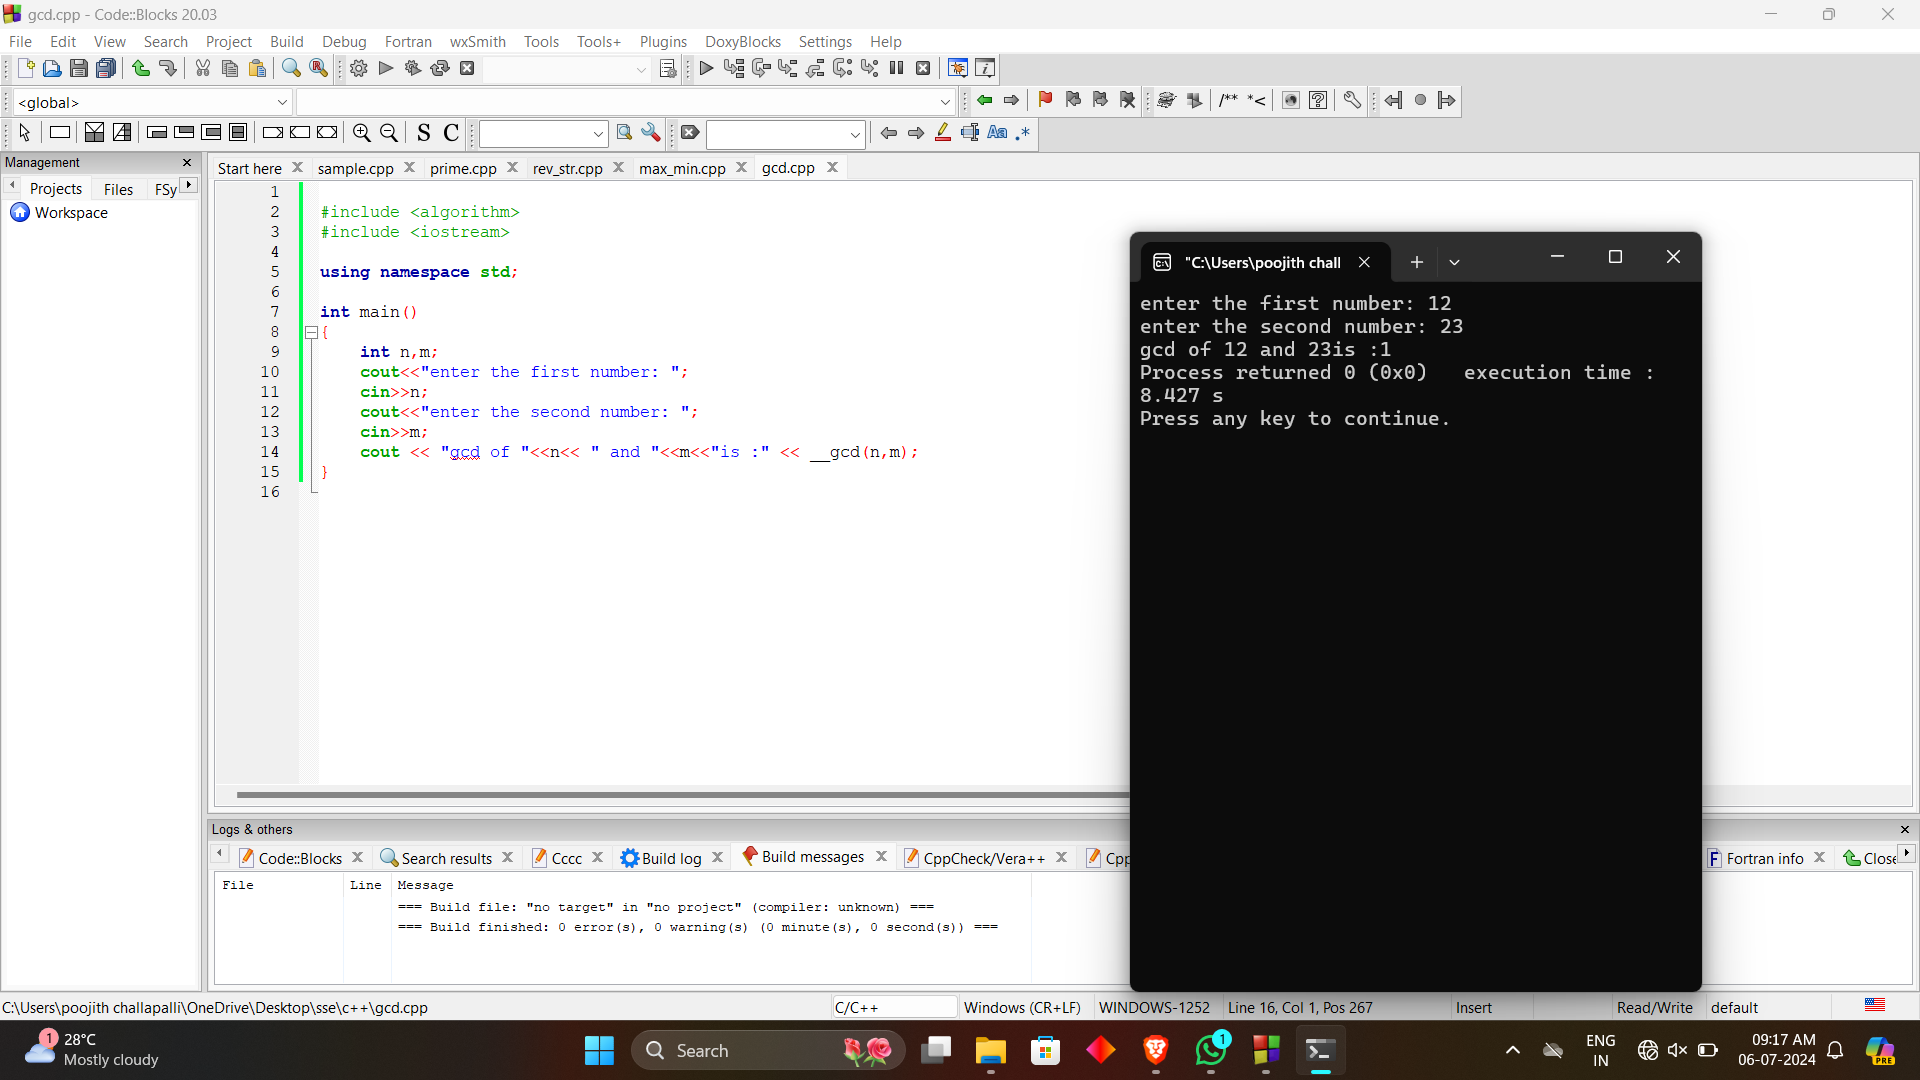 gcd.cpp - Code::Blocks 20.03
File Edit View Search Project Build Debug Fortran wxSmith Tools Tools+ Plugins DoxyBlocks Settings Help
<global>
/** *<
S C Aa .*
Management
Projects Files FSy
Workspace
Start here sample.cpp prime.cpp rev_str.cpp max_min.cpp gcd.cpp
1
2 #include <algorithm>
3 #include <iostream>
4
5 using namespace std;
6
7 int main()
8 {
9 int n,m;
10 cout<<"enter the first number: ";
11 cin>>n;
12 cout<<"enter the second number: ";
13 cin>>m;
14 cout << "gcd of "<<n<< " and "<<m<<"is :" << __gcd(n,m);
15 }
16
"C:\Users\poojith chall
enter the first number: 12
enter the second number: 23
gcd of 12 and 23is :1
Process returned 0 (0x0)   execution time :
8.427 s
Press any key to continue.
Logs & others
Code::Blocks Search results Cccc Build log Build messages CppCheck/Vera++ Cpp Fortran info Close
File Line Message
=== Build file: "no target" in "no project" (compiler: unknown) ===
=== Build finished: 0 error(s), 0 warning(s) (0 minute(s), 0 second(s)) ===
C:\Users\poojith challapalli\OneDrive\Desktop\sse\c++\gcd.cpp C/C++ Windows (CR+LF) WINDOWS-1252 Line 16, Col 1, Pos 267 Insert Read/Write default
1 28°C
Mostly cloudy
Search
1
ENG
IN
09:17 AM
06-07-2024
PRE